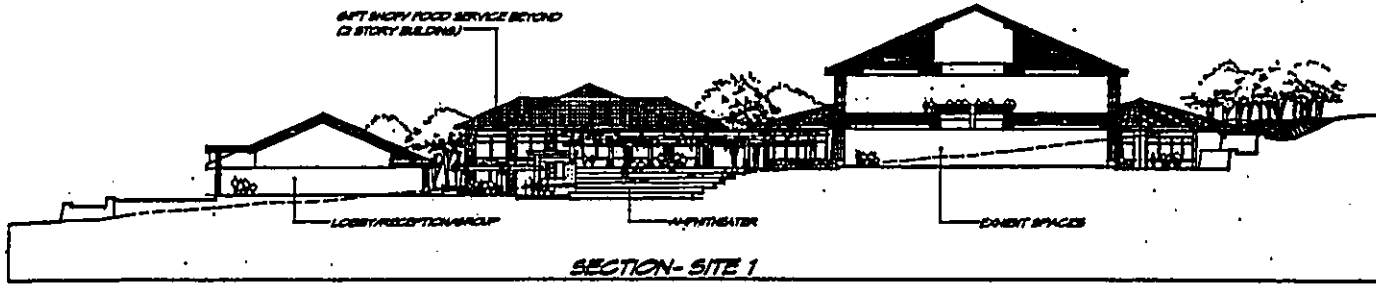 GIFT SHOP/ FOOD SERVICE BEYOND
(2 STORY BUILDING)
LOBBY/RECEPTION/GROUP
AMPHITHEATER
EXHIBIT SPACES
SECTION- SITE 1